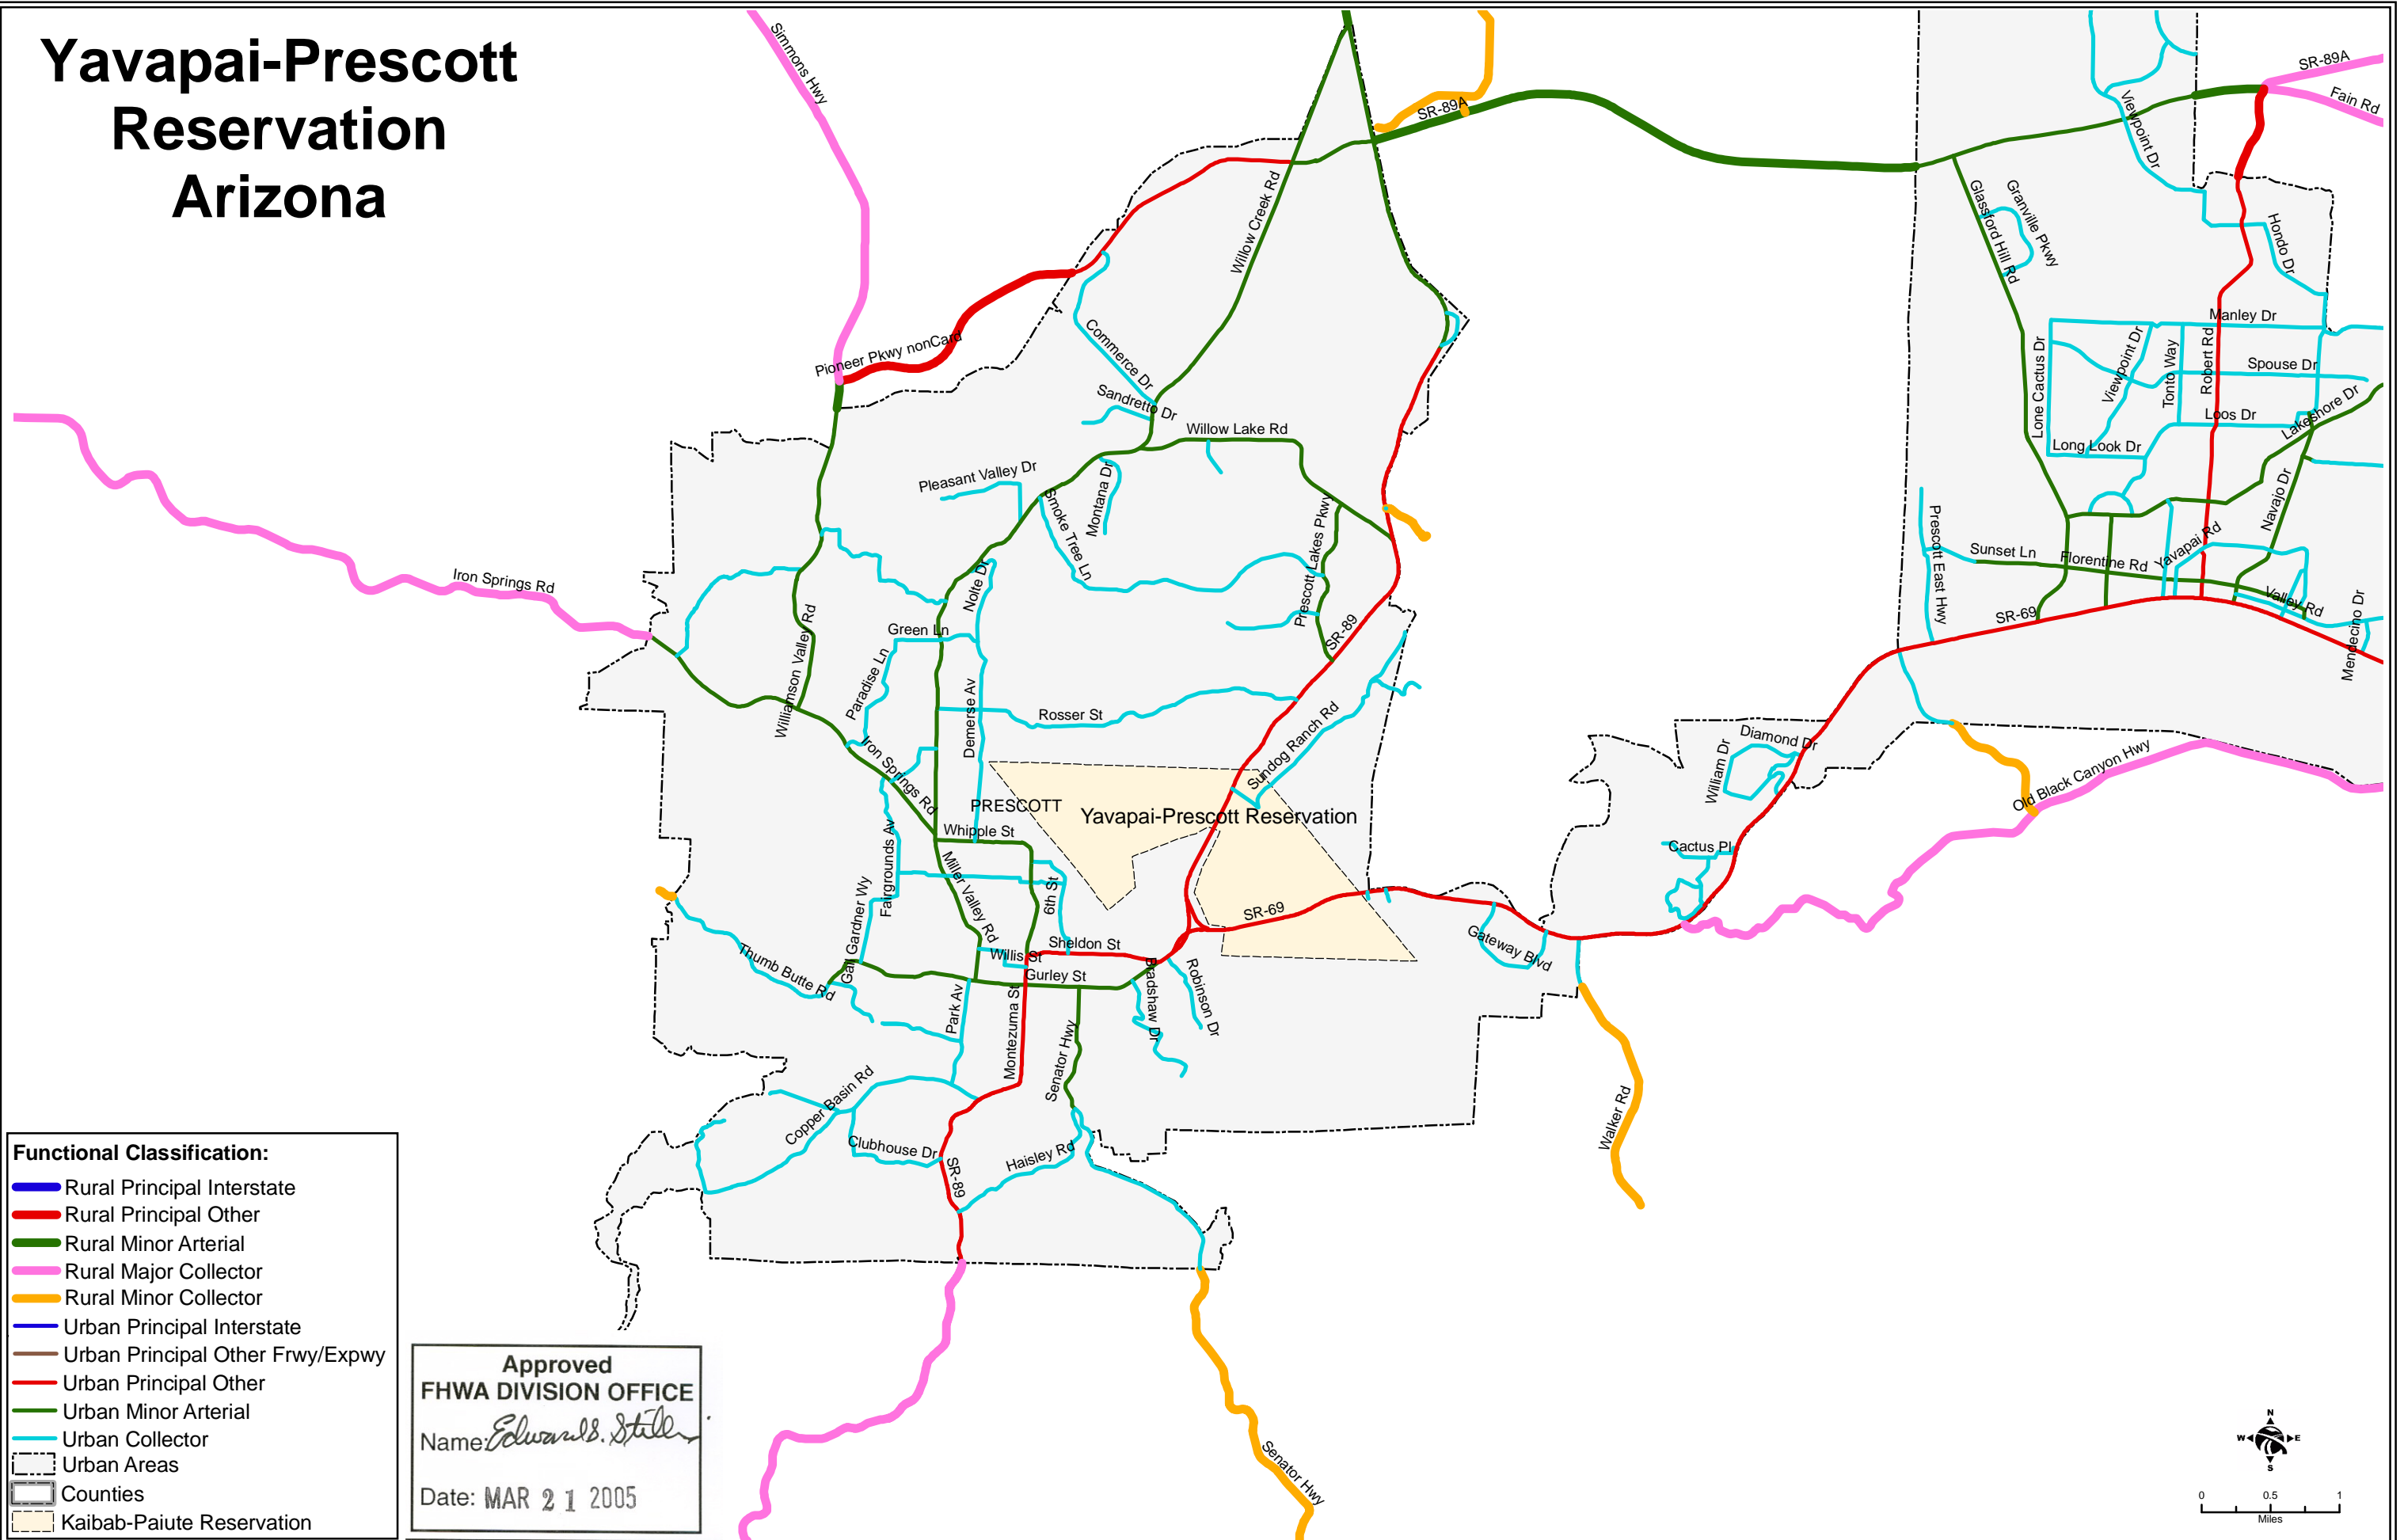 Yavapai-Prescott
Reservation
Arizona
Simmons Hwy
SR-89A
SR-89A
Fain Rd
Viewpoint Dr
Willow Creek Rd
Glassford Hill Rd
Granville Pkwy
Hondo Dr
Pioneer Pkwy nonCard
Commerce Dr
Sandretto Dr
Manley Dr
Lone Cactus Dr
Viewpoint Dr
Tonto Way
Robert Rd
Spouse Dr
Loos Dr
Lakeshore Dr
Long Look Dr
Willow Lake Rd
Pleasant Valley Dr
Smoke Tree Ln
Montana Dr
Prescott Lakes Pkwy
Navajo Dr
Prescott East Hwy
Sunset Ln
Florentine Rd
Yavapai Rd
Valley Rd
Mendecino Dr
SR-69
Iron Springs Rd
Nolte Dr
Green Ln
Williamson Valley Rd
Paradise Ln
Demerse Av
Rosser St
SR-89
Sundog Ranch Rd
Iron Springs Rd
Diamond Dr
William Dr
Old Black Canyon Hwy
PRESCOTT
Yavapai-Prescott Reservation
Whipple St
Fairgrounds Av
Miller Valley Rd
Cactus Pl
Gail Gardner Wy
6th St
SR-69
Gateway Blvd
Thumb Butte Rd
Willis St
Sheldon St
Gurley St
Bradshaw Dr
Robinson Dr
Park Av
Montezuma St
Senator Hwy
Copper Basin Rd
Clubhouse Dr
SR-89
Haisley Rd
Walker Rd
Senator Hwy
Functional Classification:
Rural Principal Interstate
Rural Principal Other
Rural Minor Arterial
Rural Major Collector
Rural Minor Collector
Urban Principal Interstate
Urban Principal Other Frwy/Expwy
Urban Principal Other
Urban Minor Arterial
Urban Collector
Urban Areas
Counties
Kaibab-Paiute Reservation
Approved
FHWA DIVISION OFFICE
Name: Edward S.
Date: MAR 21 2005
N
W E
S
0 0.5 1
Miles